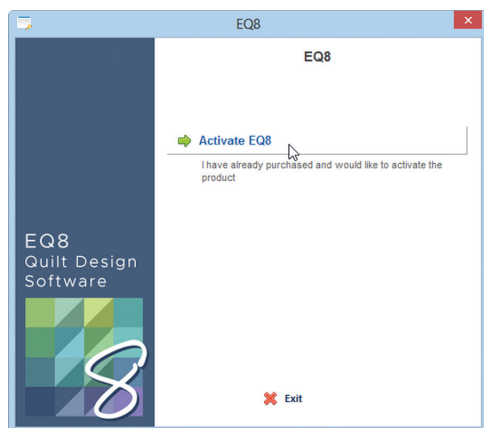 EQ8
EQ8
Activate EQ8
I have already purchased and would like to activate the
product
EQ8
Quilt Design
Software
8
Exit